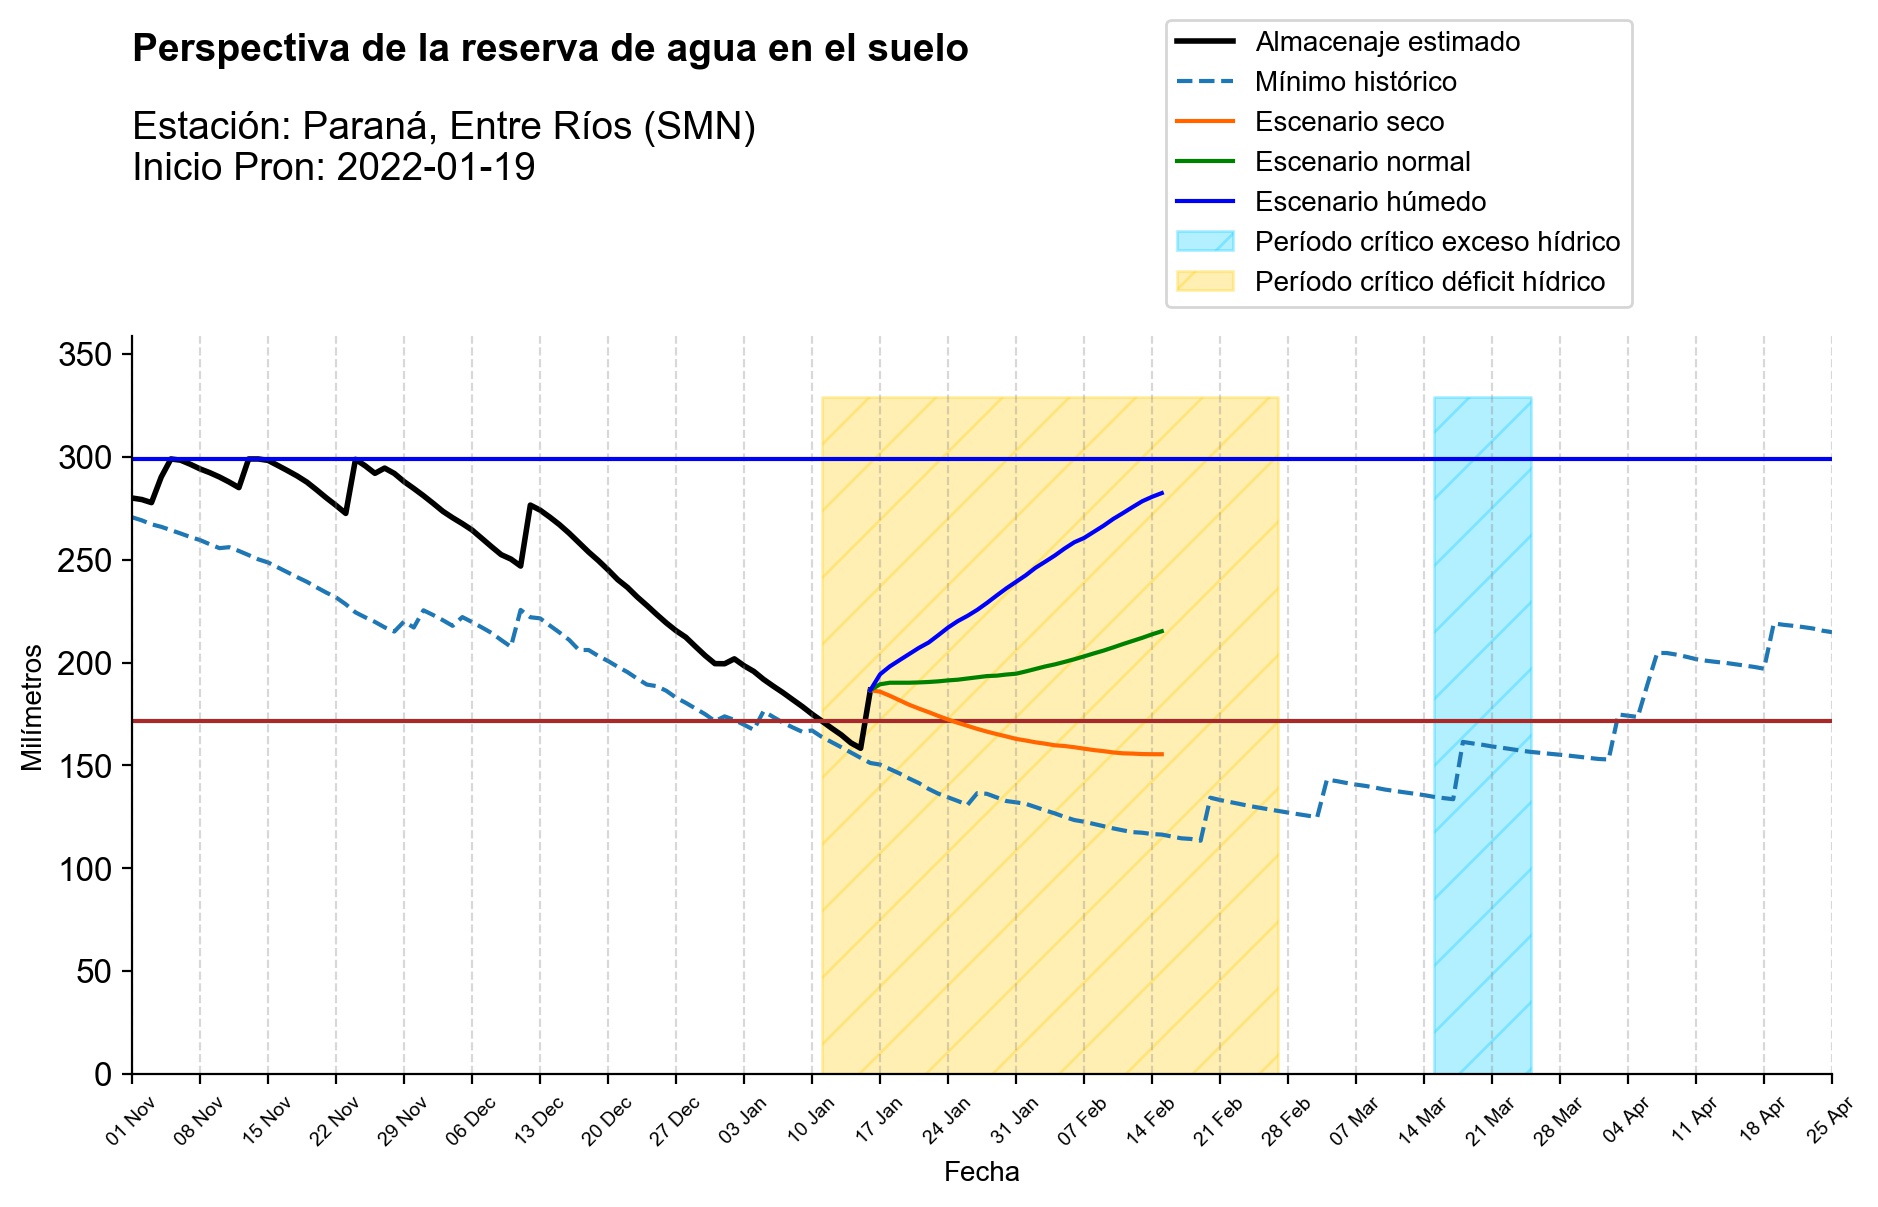 Perspectiva de la reserva de agua en el suelo
Estación: Paraná, Entre Ríos (SMN)
Inicio Pron: 2022-01-19
Almacenaje estimado
Mínimo histórico
Escenario seco
Escenario normal
Escenario húmedo
Período crítico exceso hídrico
Período crítico déficit hídrico
350
300
250
200
150
100
50
0
Milímetros
01 Nov
08 Nov
15 Nov
22 Nov
29 Nov
06 Dec
13 Dec
20 Dec
27 Dec
03 Jan
10 Jan
17 Jan
24 Jan
31 Jan
07 Feb
14 Feb
21 Feb
28 Feb
07 Mar
14 Mar
21 Mar
28 Mar
04 Apr
11 Apr
18 Apr
25 Apr
Fecha